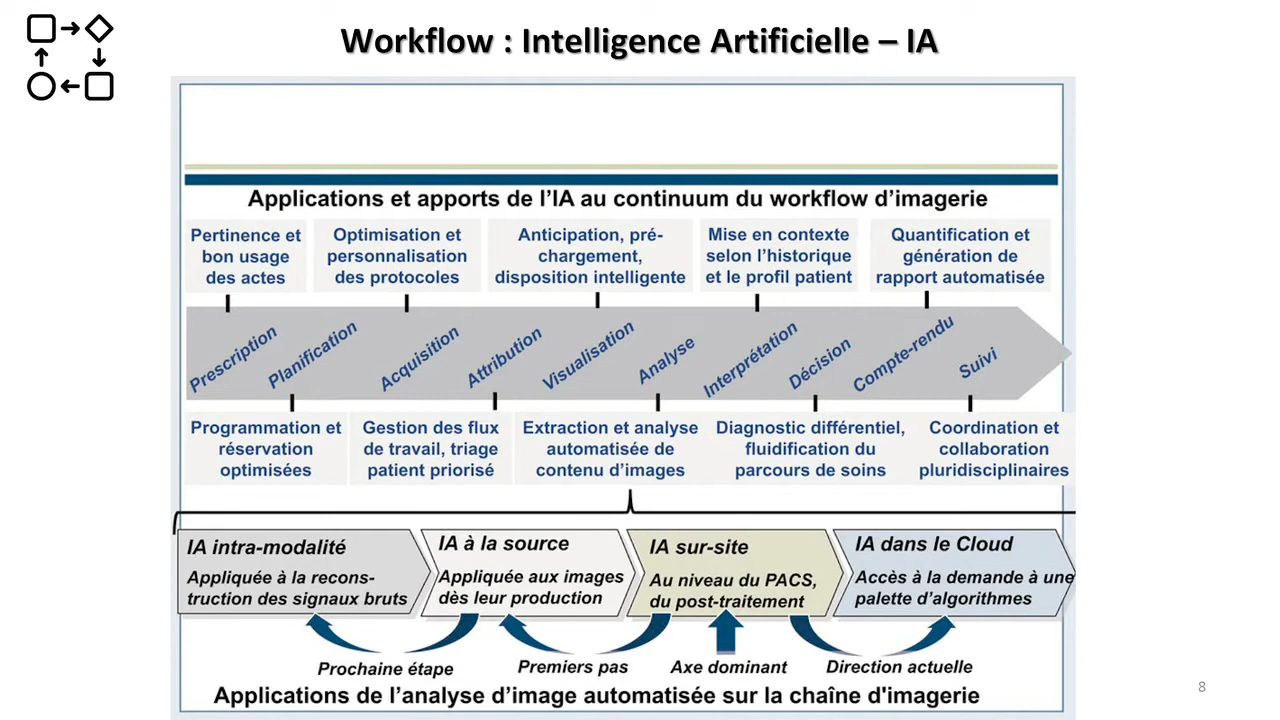 Workflow : Intelligence Artificielle – IA
Applications et apports de l’IA au continuum du workflow d’imagerie
Pertinence et
bon usage
des actes
Optimisation et
personnalisation
des protocoles
Anticipation, pré-
chargement,
disposition intelligente
Mise en contexte
selon l’historique
et le profil patient
Quantification et
génération de
rapport automatisée
Prescription
Planification
Acquisition
Attribution
Visualisation
Analyse
Interprétation
Décision
Compte-rendu
Suivi
Programmation et
réservation
optimisées
Gestion des flux
de travail, triage
patient priorisé
Extraction et analyse
automatisée de
contenu d’images
Diagnostic différentiel,
fluidification du
parcours de soins
Coordination et
collaboration
pluridisciplinaires
IA intra-modalité
Appliquée à la recons-
truction des signaux bruts
IA à la source
Appliquée aux images
dès leur production
IA sur-site
Au niveau du PACS,
du post-traitement
IA dans le Cloud
Accès à la demande à une
palette d’algorithmes
Prochaine étape
Premiers pas
Axe dominant
Direction actuelle
Applications de l’analyse d’image automatisée sur la chaîne d'imagerie
8